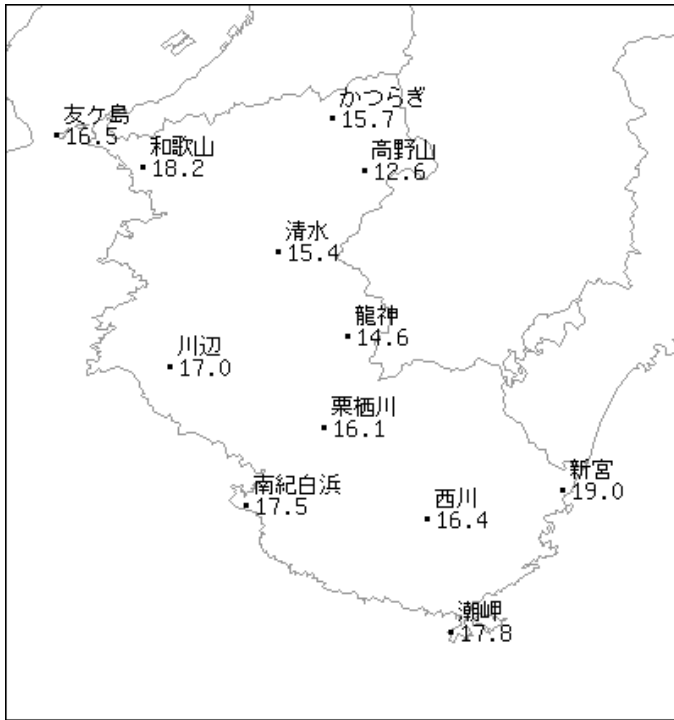 かつらぎ
15.7
友ケ島
16.5
和歌山
18.2
高野山
12.6
清水
15.4
龍神
14.6
川辺
17.0
栗栖川
16.1
新宮
19.0
南紀白浜
17.5
西川
16.4
潮岬
17.8